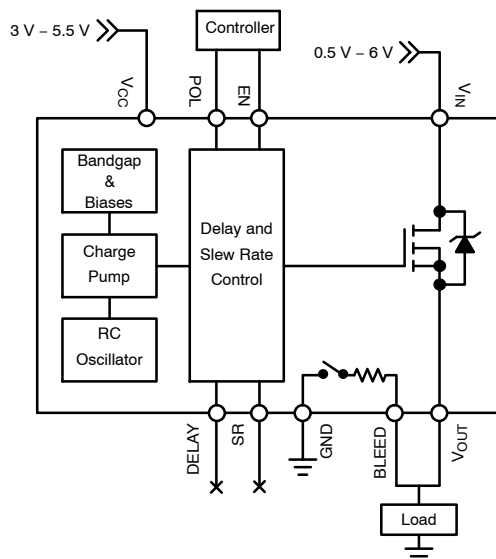 3 V – 5.5 V
Controller
0.5 V – 6 V
VCC
POL
EN
VIN
Bandgap
&
Biases
Charge
Pump
RC
Oscillator
Delay and
Slew Rate
Control
DELAY
SR
GND
BLEED
VOUT
Load